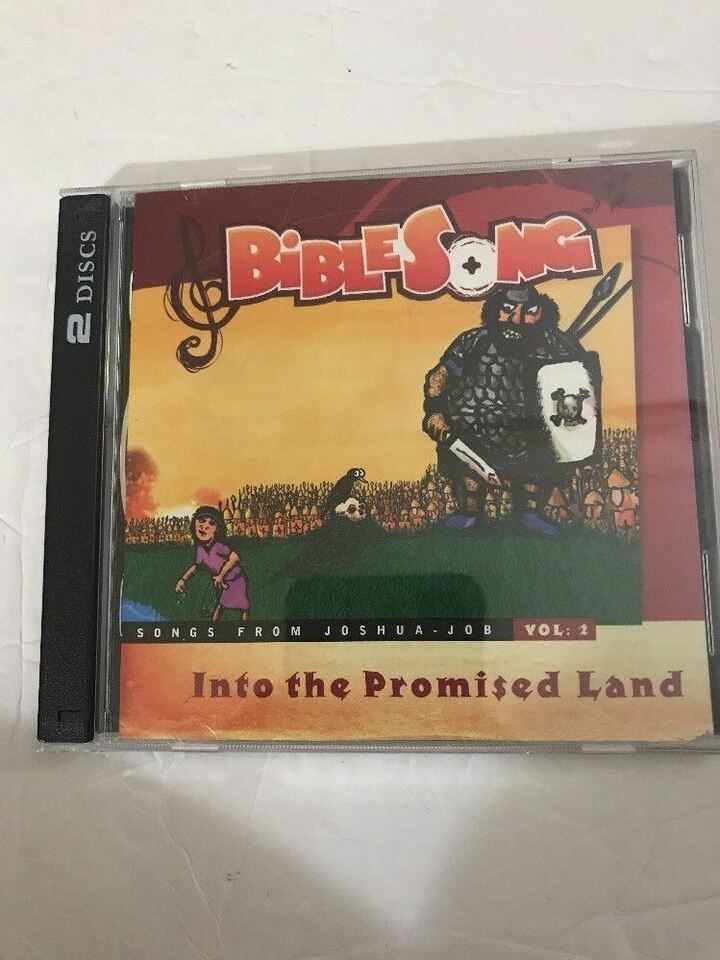 2 DISCS
BIBLESONG
SONGS FROM JOSHUA-JOB VOL: 2
Into the Promised Land